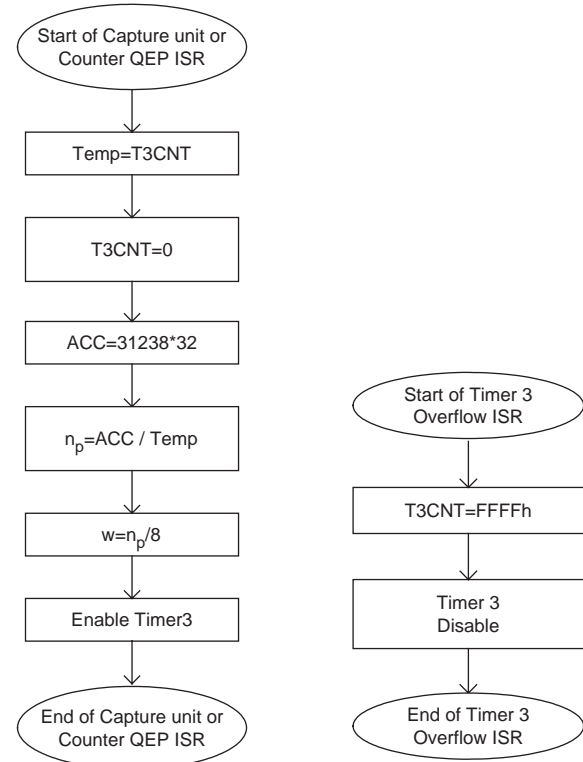 Start of Capture unit or
Counter QEP ISR
Temp=T3CNT
T3CNT=0
ACC=31238*32
np=ACC / Temp
w=np/8
Enable Timer3
End of Capture unit or
Counter QEP ISR
Start of Timer 3
Overflow ISR
T3CNT=FFFFh
Timer 3
Disable
End of Timer 3
Overflow ISR